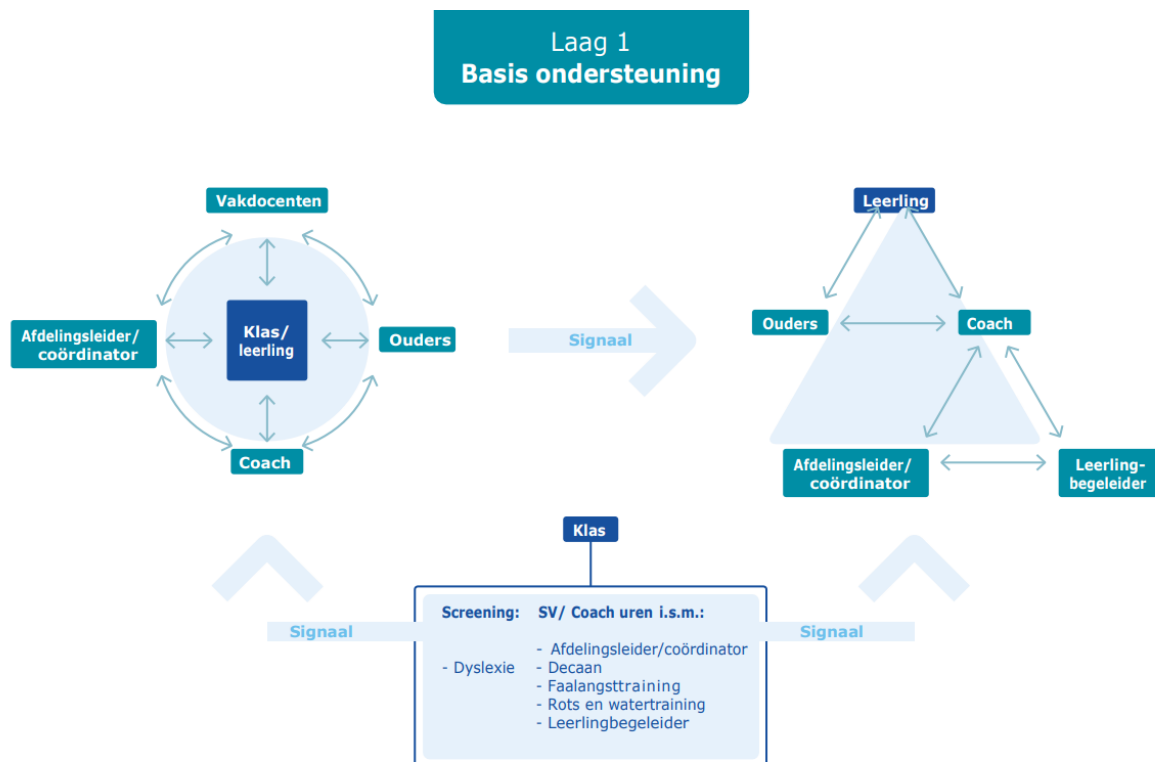 Laag 1
Basis ondersteuning
Vakdocenten
Afdelingsleider/
coördinator
Klas/
leerling
Ouders
Coach
Signaal
Leerling
Ouders
Coach
Afdelingsleider/
coördinator
Leerling-
begeleider
Klas
Signaal
Screening:
- Dyslexie
SV/ Coach uren i.s.m.:
- Afdelingsleider/coördinator
- Decaan
- Faalangsttraining
- Rots en watertraining
- Leerlingbegeleider
Signaal